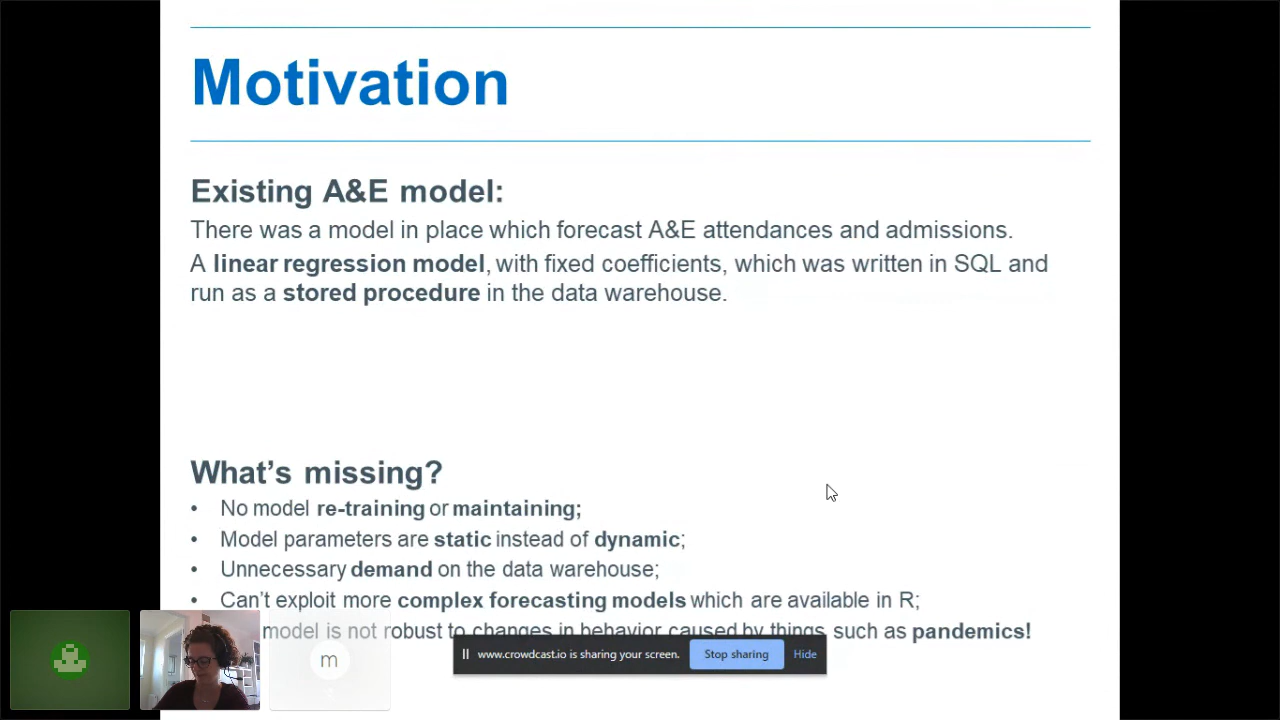 Motivation
Existing A&E model:
There was a model in place which forecast A&E attendances and admissions.
A linear regression model, with fixed coefficients, which was written in SQL and
run as a stored procedure in the data warehouse.
What's missing?
• No model re-training or maintaining;
• Model parameters are static instead of dynamic;
• Unnecessary demand on the data warehouse;
• Can't exploit more complex forecasting models which are available in R;
model is not robust to changes in behavior caused by things such as pandemics!
m
www.crowdcast.io is sharing your screen.
Stop sharing
Hide